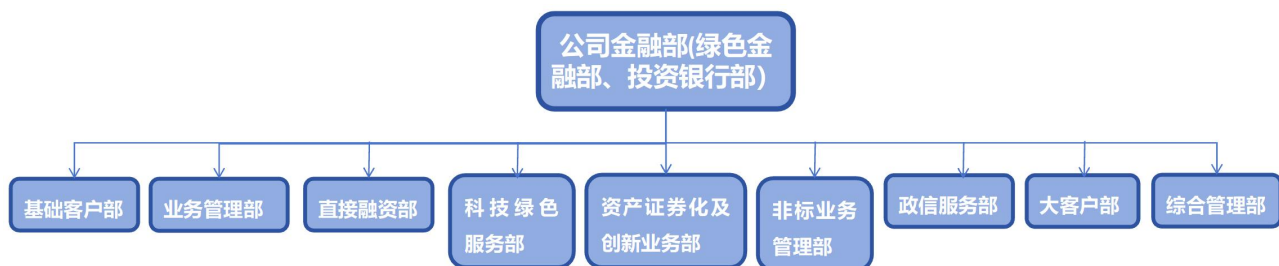 公司金融部(绿色金
融部、投资银行部）
基础客户部
业务管理部
直接融资部
科技绿色
服务部
资产证券化及
创新业务部
非标业务
管理部
政信服务部
大客户部
综合管理部